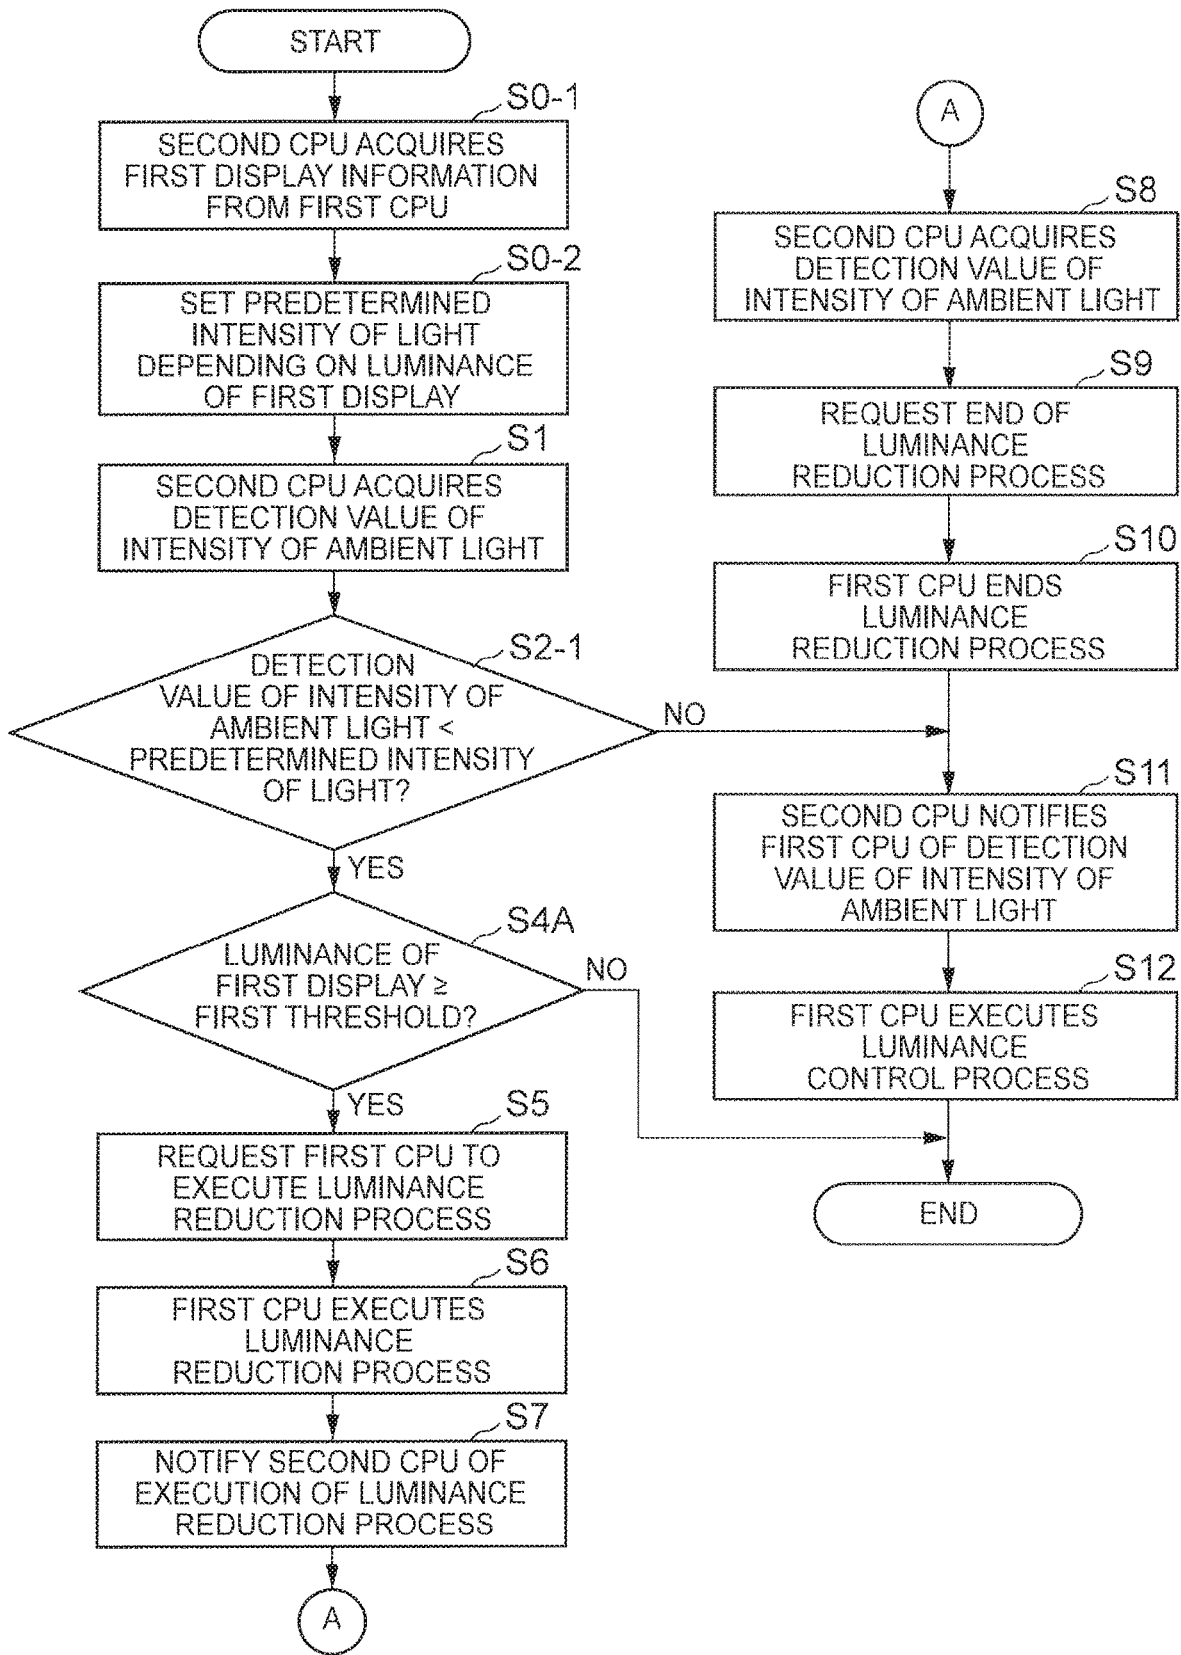 START
S0-1
SECOND CPU ACQUIRES
FIRST DISPLAY INFORMATION
FROM FIRST CPU
S0-2
SET PREDETERMINED
INTENSITY OF LIGHT
DEPENDING ON LUMINANCE
OF FIRST DISPLAY
S1
SECOND CPU ACQUIRES
DETECTION VALUE OF
INTENSITY OF AMBIENT LIGHT
S2-1
DETECTION
VALUE OF INTENSITY OF
AMBIENT LIGHT <
PREDETERMINED INTENSITY
OF LIGHT?
NO
YES
S4A
LUMINANCE OF
FIRST DISPLAY ≥
FIRST THRESHOLD?
NO
YES
S5
REQUEST FIRST CPU TO
EXECUTE LUMINANCE
REDUCTION PROCESS
S6
FIRST CPU EXECUTES
LUMINANCE
REDUCTION PROCESS
S7
NOTIFY SECOND CPU OF
EXECUTION OF LUMINANCE
REDUCTION PROCESS
A
A
S8
SECOND CPU ACQUIRES
DETECTION VALUE OF
INTENSITY OF AMBIENT LIGHT
S9
REQUEST END OF
LUMINANCE
REDUCTION PROCESS
S10
FIRST CPU ENDS
LUMINANCE
REDUCTION PROCESS
S11
SECOND CPU NOTIFIES
FIRST CPU OF DETECTION
VALUE OF INTENSITY OF
AMBIENT LIGHT
S12
FIRST CPU EXECUTES
LUMINANCE
CONTROL PROCESS
END